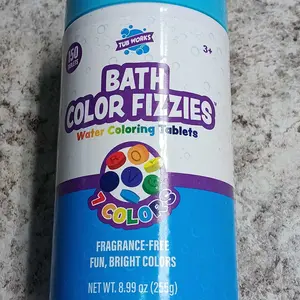 TUB WORKS
150
TABLETS
3+
BATH
COLOR FIZZIES
Water Coloring Tablets
7 COLORS
FRAGRANCE-FREE
FUN, BRIGHT COLORS
NET WT. 8.99 oz (255g)